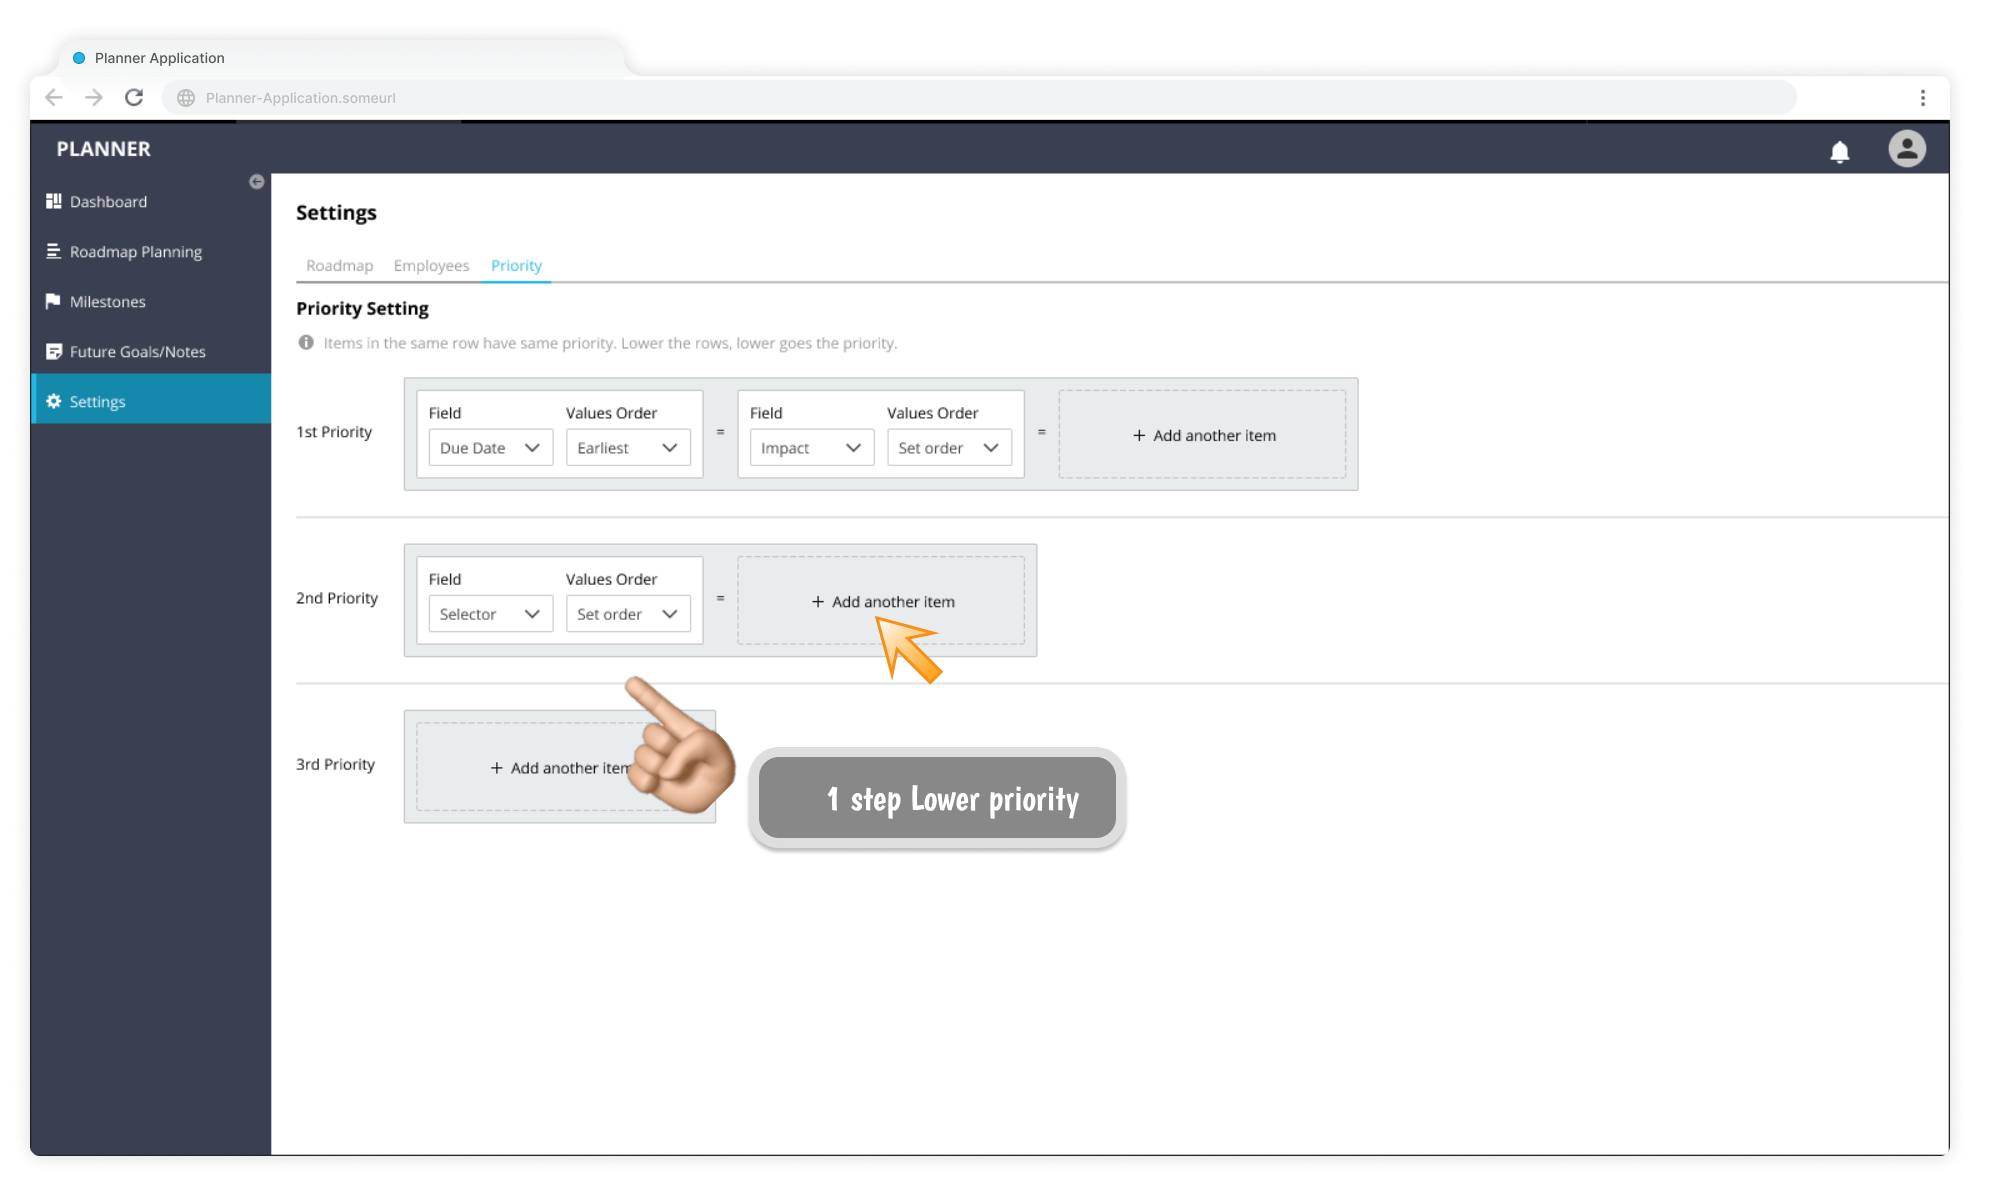 Planner Application
Planner-Application.someurl
PLANNER
Dashboard
Roadmap Planning
Milestones
Future Goals/Notes
Settings
Settings
Roadmap Employees Priority
Priority Setting
Items in the same row have same priority. Lower the rows, lower goes the priority.
1st Priority
Field Values Order
Due Date Earliest
=
Field Values Order
Impact Set order
=
+ Add another item
2nd Priority
Field Values Order
Selector Set order
=
+ Add another item
3rd Priority
+ Add another item
1 step Lower priority